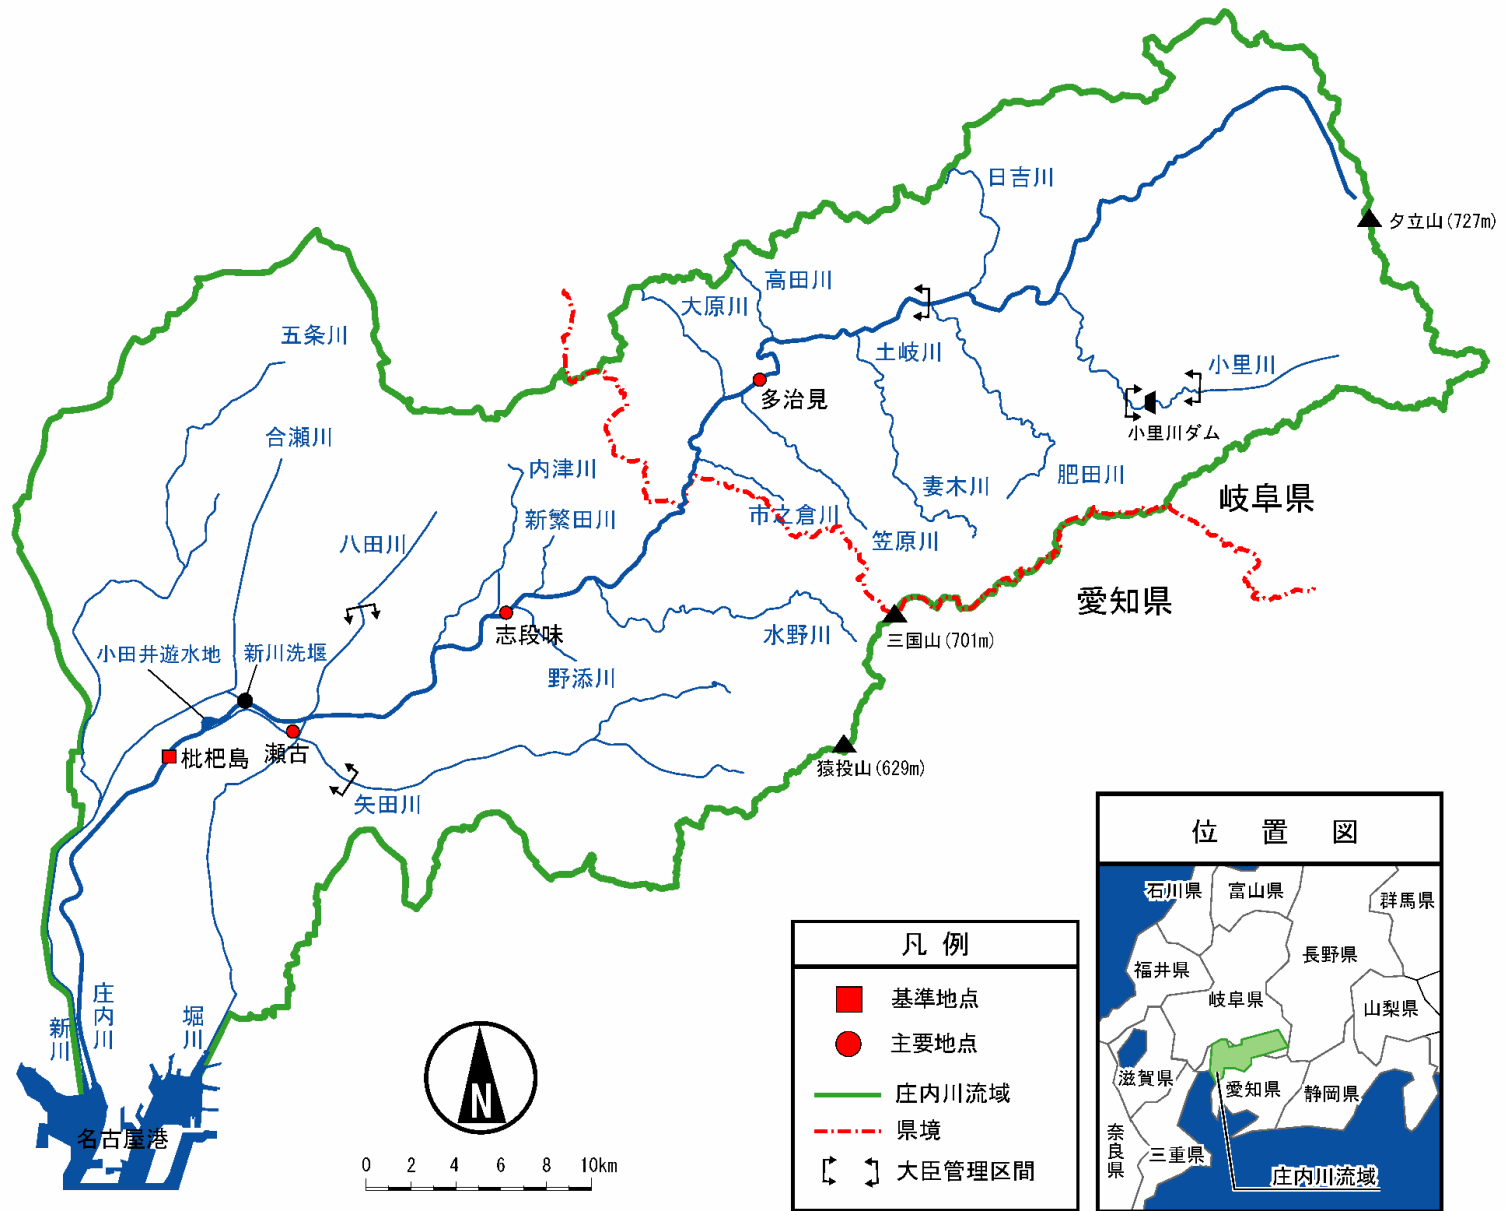 日吉川
夕立山(727m)
高田川
大原川
五条川
土岐川
小里川
多治見
小里川ダム
合瀬川
内津川
妻木川
肥田川
岐阜県
市之倉川
新繁田川
笠原川
八田川
愛知県
志段味
水野川
三国山(701m)
小田井遊水地
新川洗堰
野添川
枇杷島
瀬古
猿投山(629m)
矢田川
新川
庄内川
堀川
名古屋港
N
0 2 4 6 8 10km
凡例
基準地点
主要地点
庄内川流域
県境
大臣管理区間
位置図
石川県
富山県
群馬県
長野県
福井県
岐阜県
山梨県
滋賀県
愛知県
静岡県
奈良県
三重県
庄内川流域